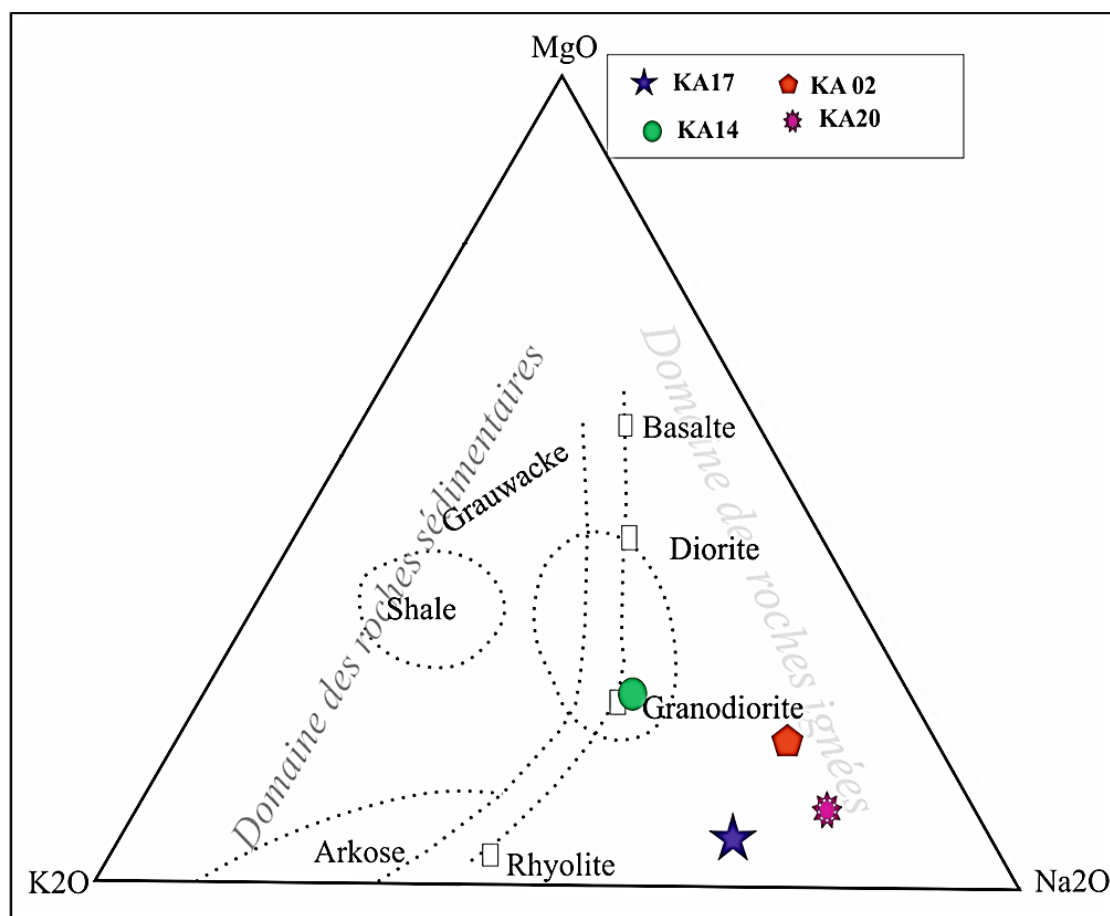 MgO
KA17
KA 02
KA14
KA20
Domaine des roches sédimentaires
Domaine de roches ignées
Basalte
Grauwacke
Diorite
Shale
Granodiorite
Arkose
Rhyolite
K2O
Na2O